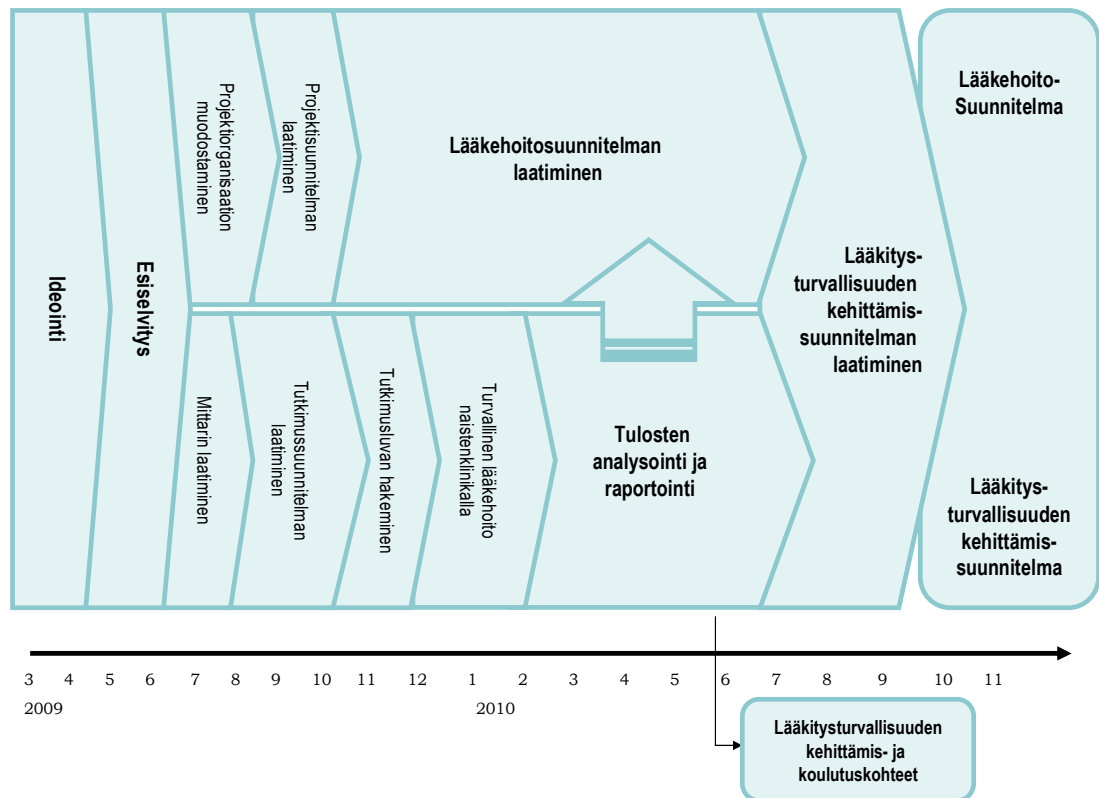 Ideointi
Esiselvitys
Projektiorganisaation
muodostaminen
Projektisuunnitelman
laatiminen
Lääkehoitosuunnitelman
laatiminen
Mittarin laatiminen
Tutkimussuunnitelman
laatiminen
Tutkimusluvan hakeminen
Turvallinen lääkehoito
naistenklinikalla
Tulosten
analysointi ja
raportointi
Lääkitys-
turvallisuuden
kehittämis-
suunnitelman
laatiminen
Lääkehoito-
Suunnitelma
Lääkitys-
turvallisuuden
kehittämis-
suunnitelma
3 4 5 6 7 8 9 10 11 12 1 2 3 4 5 6 7 8 9 10 11
2009 2010
Lääkitysturvallisuuden
kehittämis- ja
koulutuskohteet